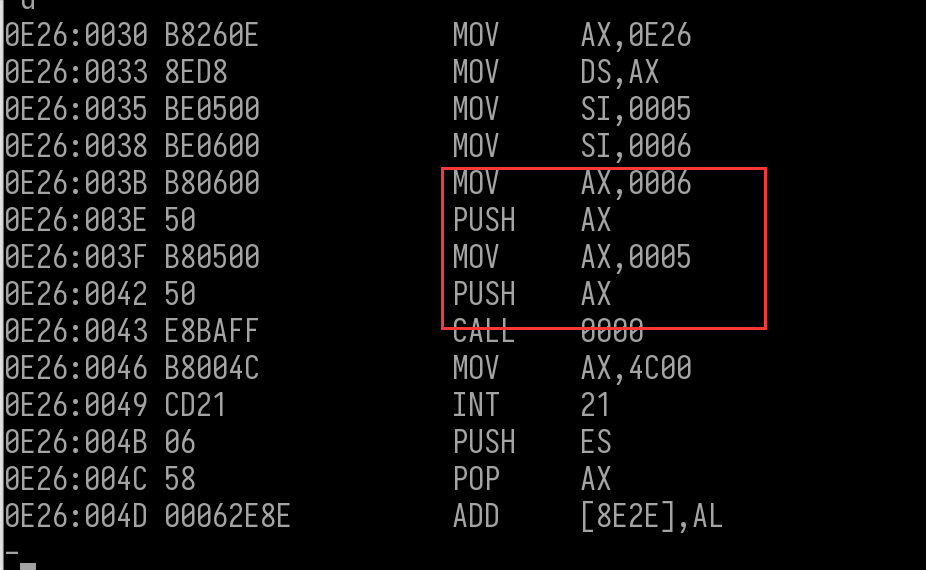 0E26:0030 B8260E MOV AX,0E26
0E26:0033 8ED8 MOV DS,AX
0E26:0035 BE0500 MOV SI,0005
0E26:0038 BE0600 MOV SI,0006
0E26:003B B80600 MOV AX,0006
0E26:003E 50 PUSH AX
0E26:003F B80500 MOV AX,0005
0E26:0042 50 PUSH AX
0E26:0043 E8BAFF CALL 0000
0E26:0046 B8004C MOV AX,4C00
0E26:0049 CD21 INT 21
0E26:004B 06 PUSH ES
0E26:004C 58 POP AX
0E26:004D 00062E8E ADD [8E2E],AL
-